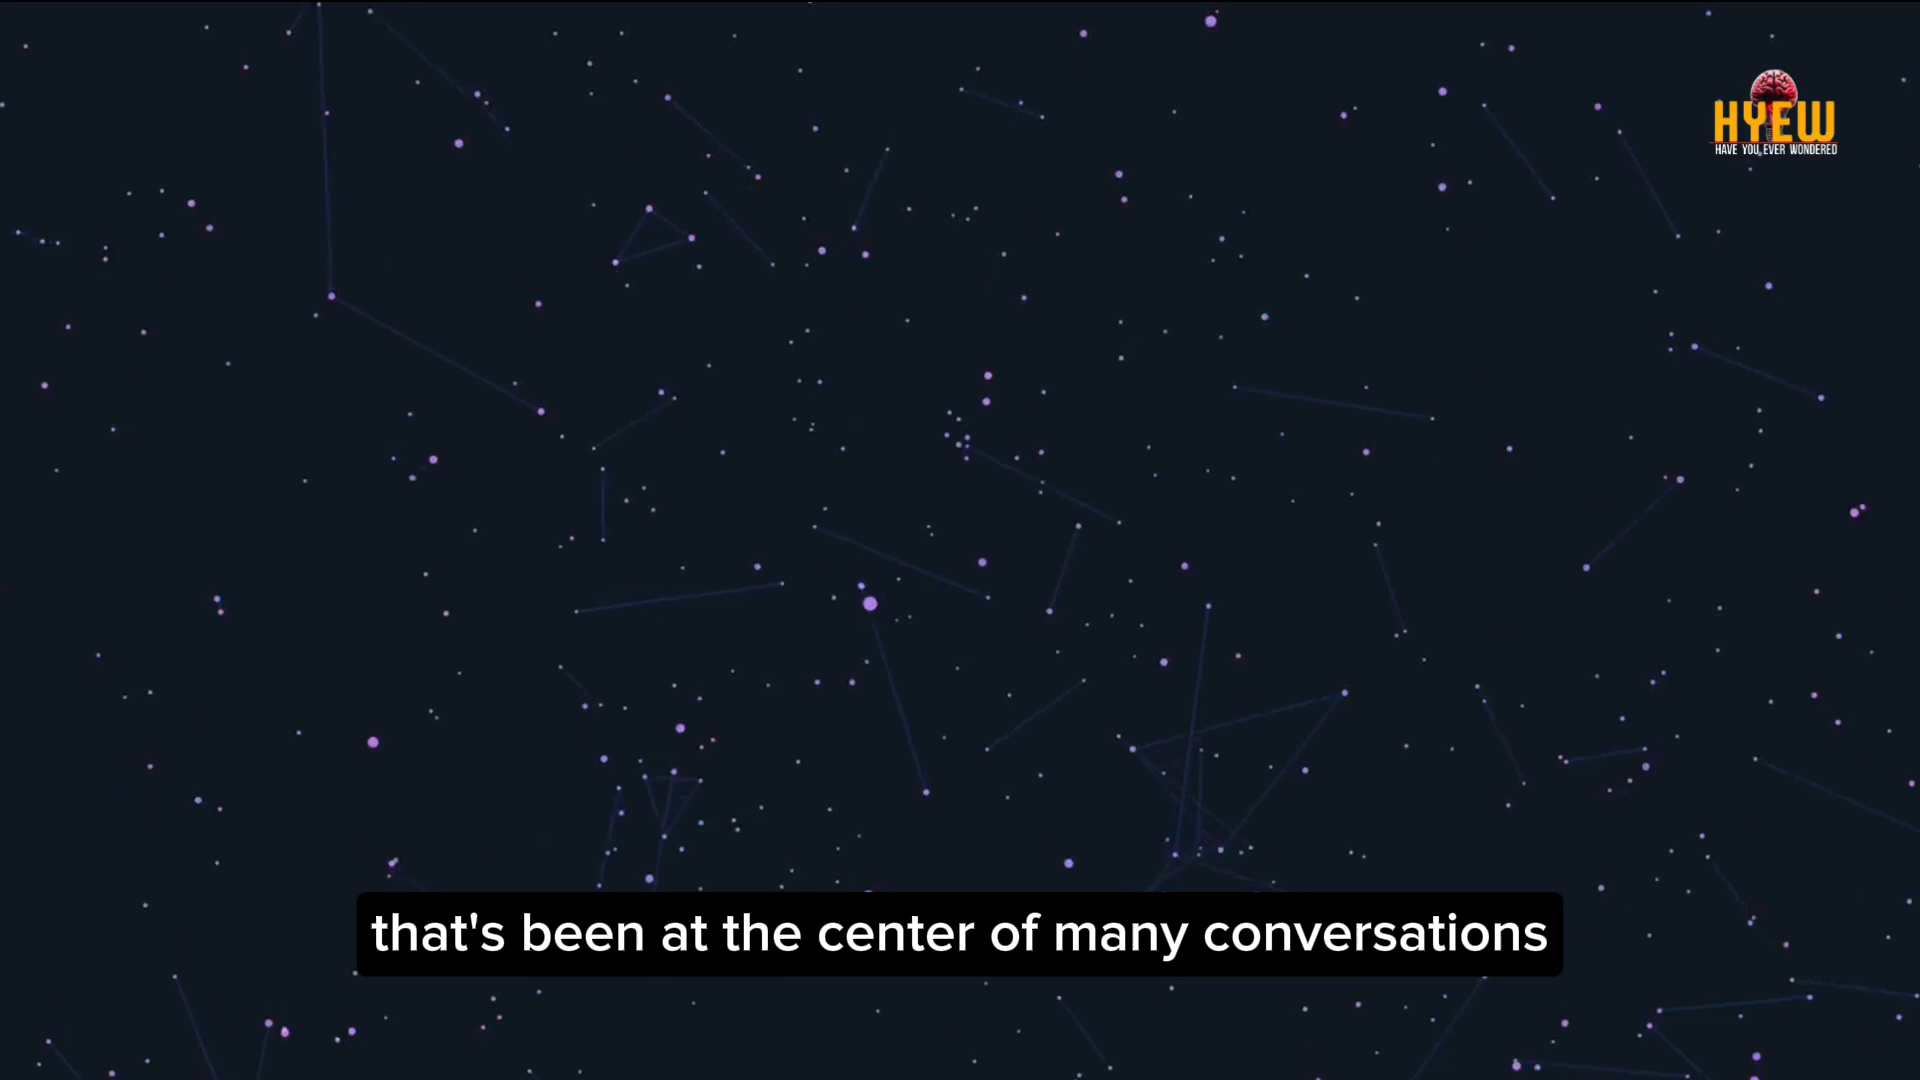 HYEW
HAVE YOU EVER WONDERED
that's been at the center of many conversations